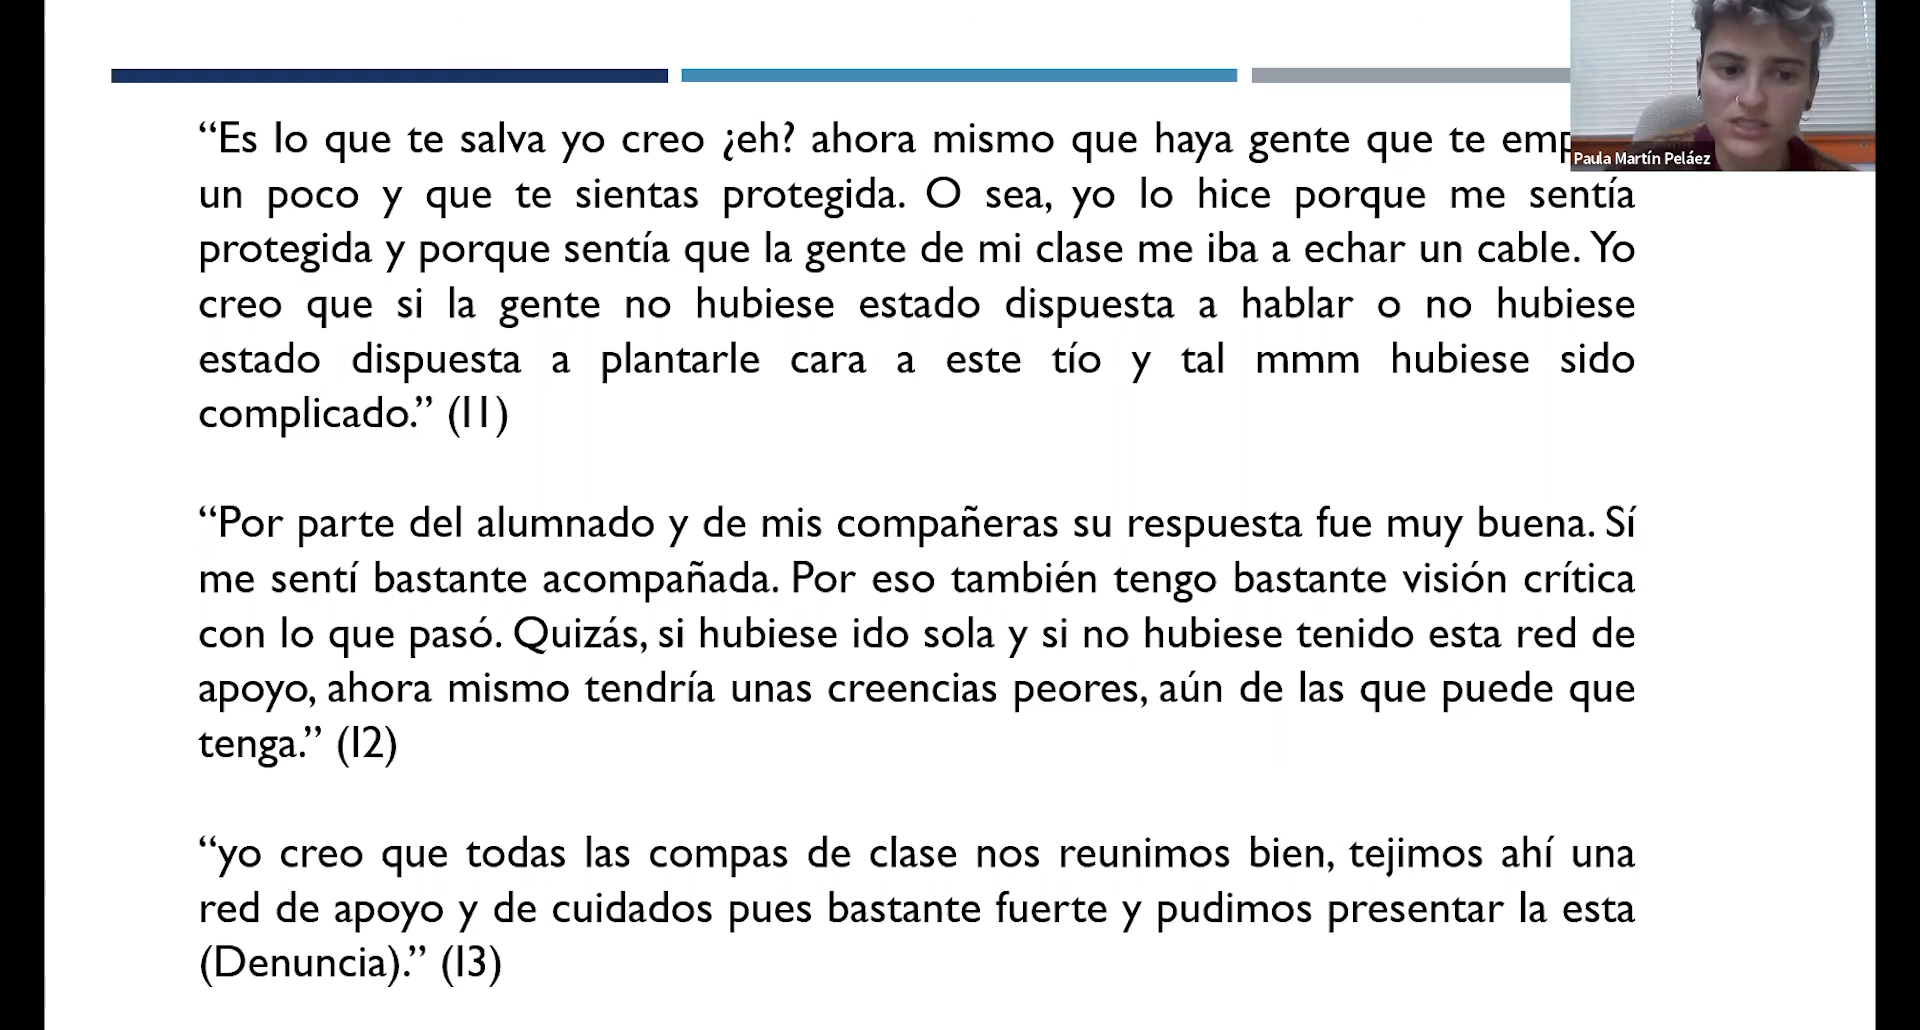 “Es lo que te salva yo creo ¿eh? ahora mismo que haya gente que te
un poco y que te sientas protegida. O sea, yo lo hice porque me sentía
protegida y porque sentía que la gente de mi clase me iba a echar un cable. Yo
creo que si la gente no hubiese estado dispuesta a hablar o no hubiese
estado dispuesta a plantarle cara a este tío y tal mmm hubiese sido
complicado.” (I1)
“Por parte del alumnado y de mis compañeras su respuesta fue muy buena. Sí
me sentí bastante acompañada. Por eso también tengo bastante visión crítica
con lo que pasó. Quizás, si hubiese ido sola y si no hubiese tenido esta red de
apoyo, ahora mismo tendría unas creencias peores, aún de las que puede que
tenga.” (I2)
“yo creo que todas las compas de clase nos reunimos bien, tejimos ahí una
red de apoyo y de cuidados pues bastante fuerte y pudimos presentar la esta
(Denuncia).” (I3)
Paula Martín Peláez